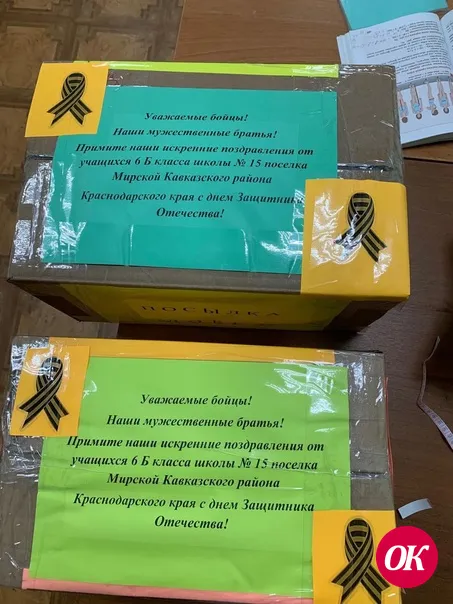 Уважаемые бойцы!
Наши мужественные братья!
Примите наши искренние поздравления от
учащихся 6 Б класса школы № 15 поселка
Мирской Кавказского района
Краснодарского края с днем Защитника
Отечества!
ПОСЫЛКА
Уважаемые бойцы!
Наши мужественные братья!
Примите наши искренние поздравления от
учащихся 6 Б класса школы № 15 поселка
Мирской Кавказского района
Краснодарского края с днем Защитника
Отечества!
ОК